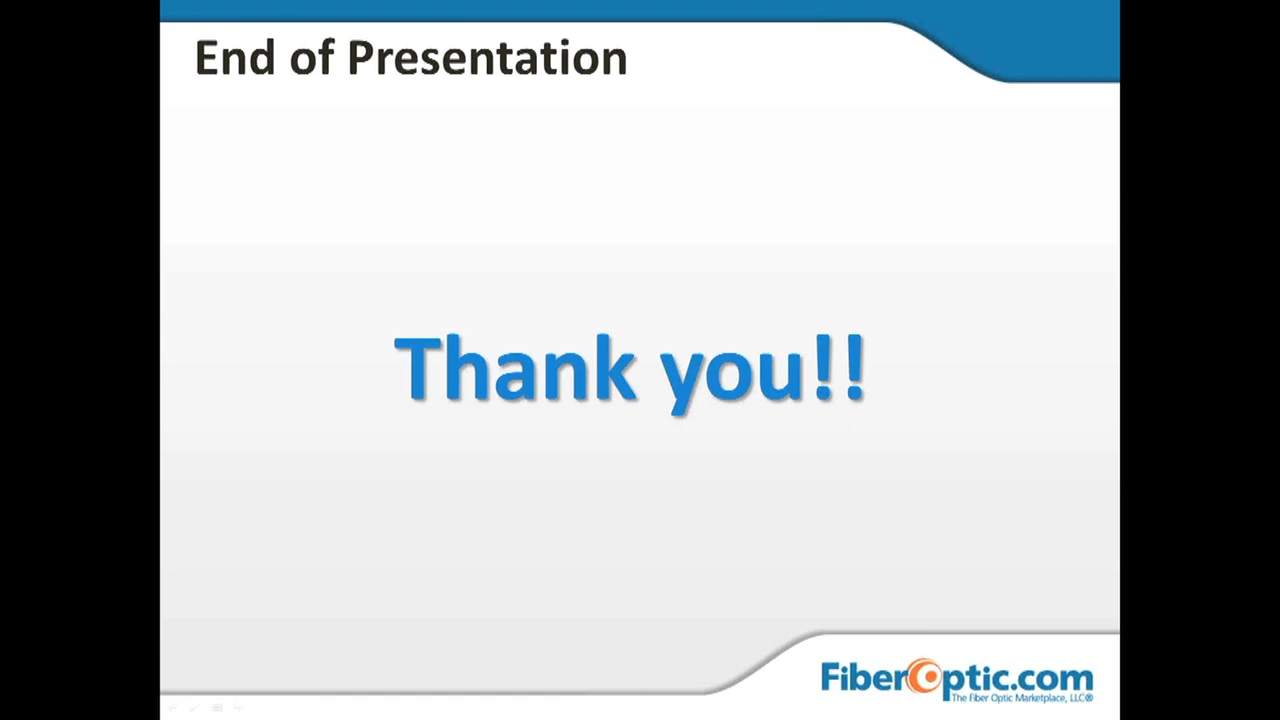 End of Presentation
Thank you!!
FiberOptic.com
The Fiber Optic Marketplace, LLC®